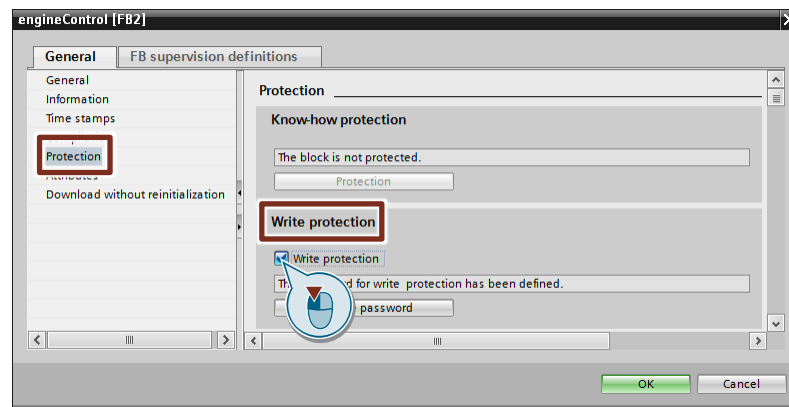 engineControl [FB2]
General
FB supervision definitions
General
Information
Time stamps
Protection
Attributes
Download without reinitialization
Protection
Know-how protection
The block is not protected.
Protection
Write protection
Write protection
for write protection has been defined.
password
OK
Cancel